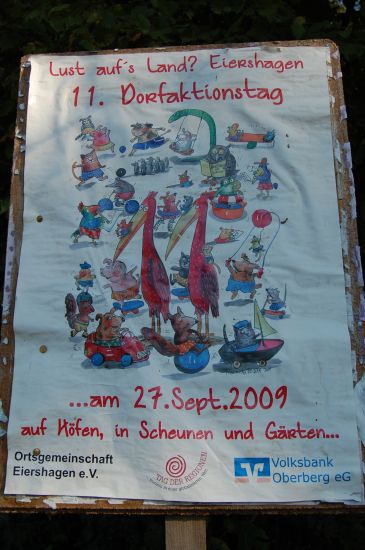 Lust auf's Land? Eiershagen
11. Dorfaktionstag
...am 27.Sept.2009
auf Höfen, in Scheunen und Gärten...
Ortsgemeinschaft
Eiershagen e.V.
TAG DER REGIONEN
Volksbank
Oberberg eG